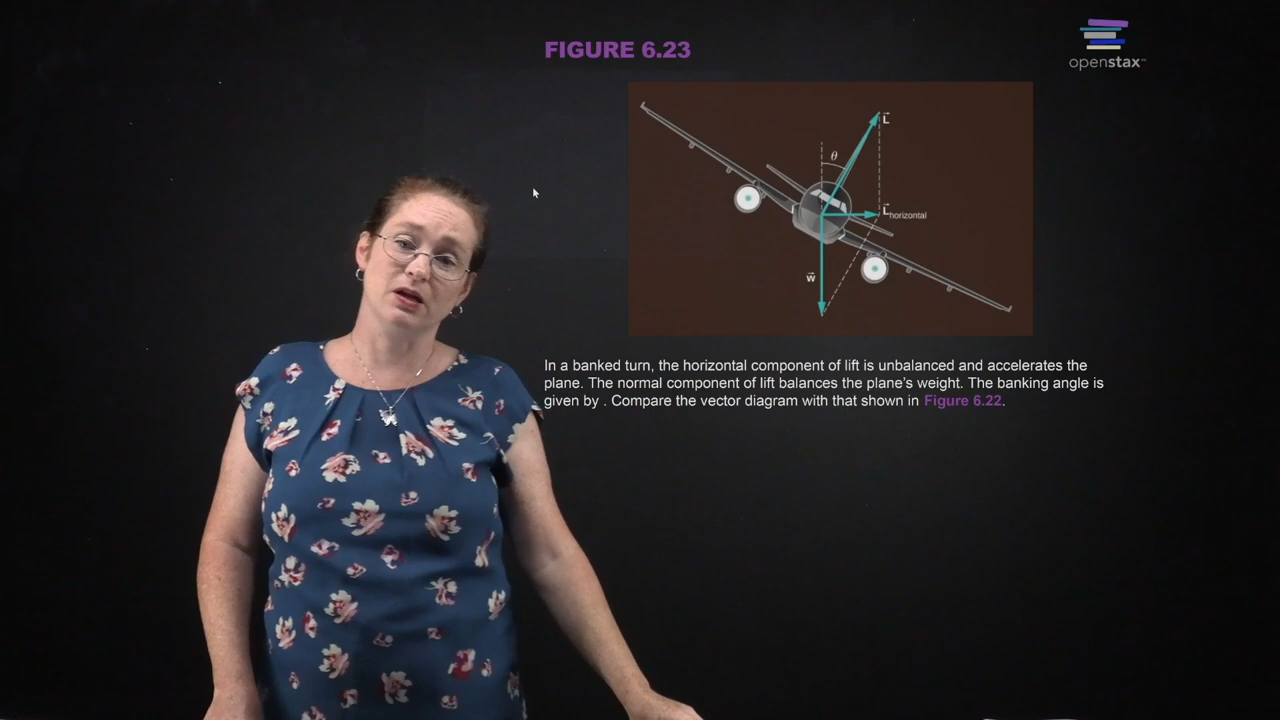 FIGURE 6.23
openstax™
L
θ
L horizontal
w
In a banked turn, the horizontal component of lift is unbalanced and accelerates the
plane. The normal component of lift balances the plane's weight. The banking angle is
given by . Compare the vector diagram with that shown in Figure 6.22.